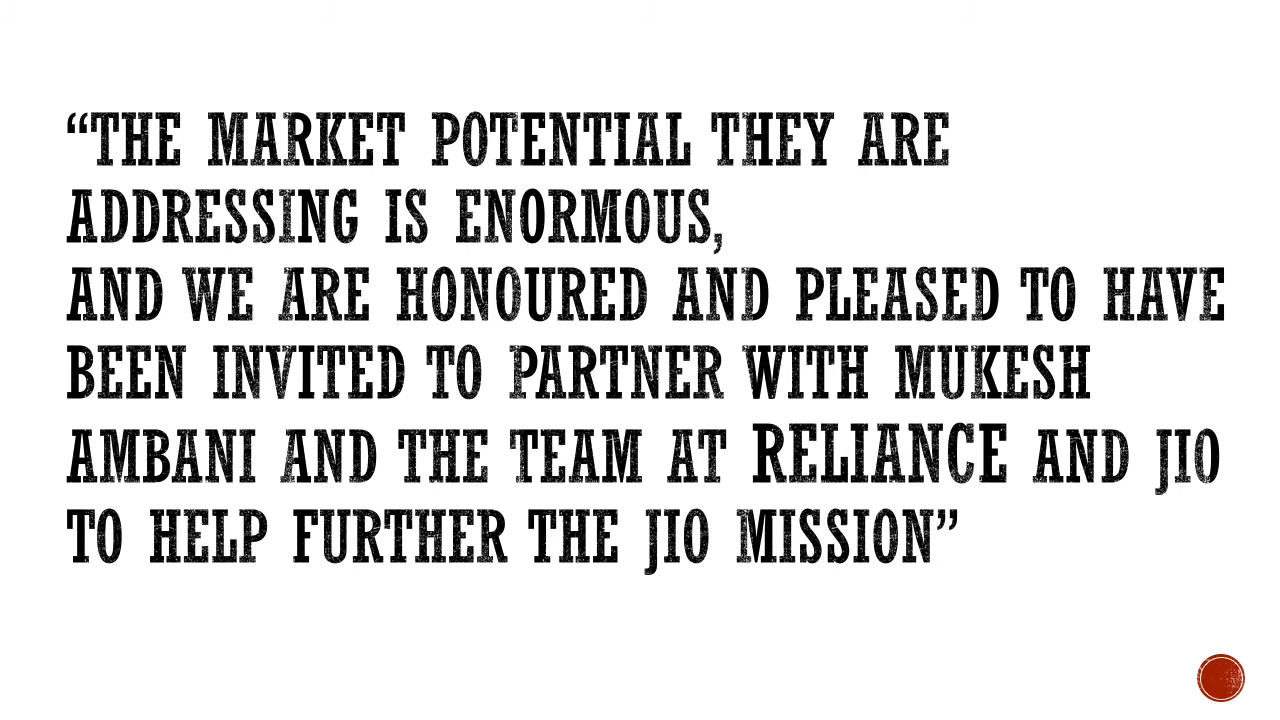 “THE MARKET POTENTIAL THEY ARE
ADDRESSING IS ENORMOUS,
AND WE ARE HONOURED AND PLEASED TO HAVE
BEEN INVITED TO PARTNER WITH MUKESH
AMBANI AND THE TEAM AT RELIANCE AND JIO
TO HELP FURTHER THE JIO MISSION”